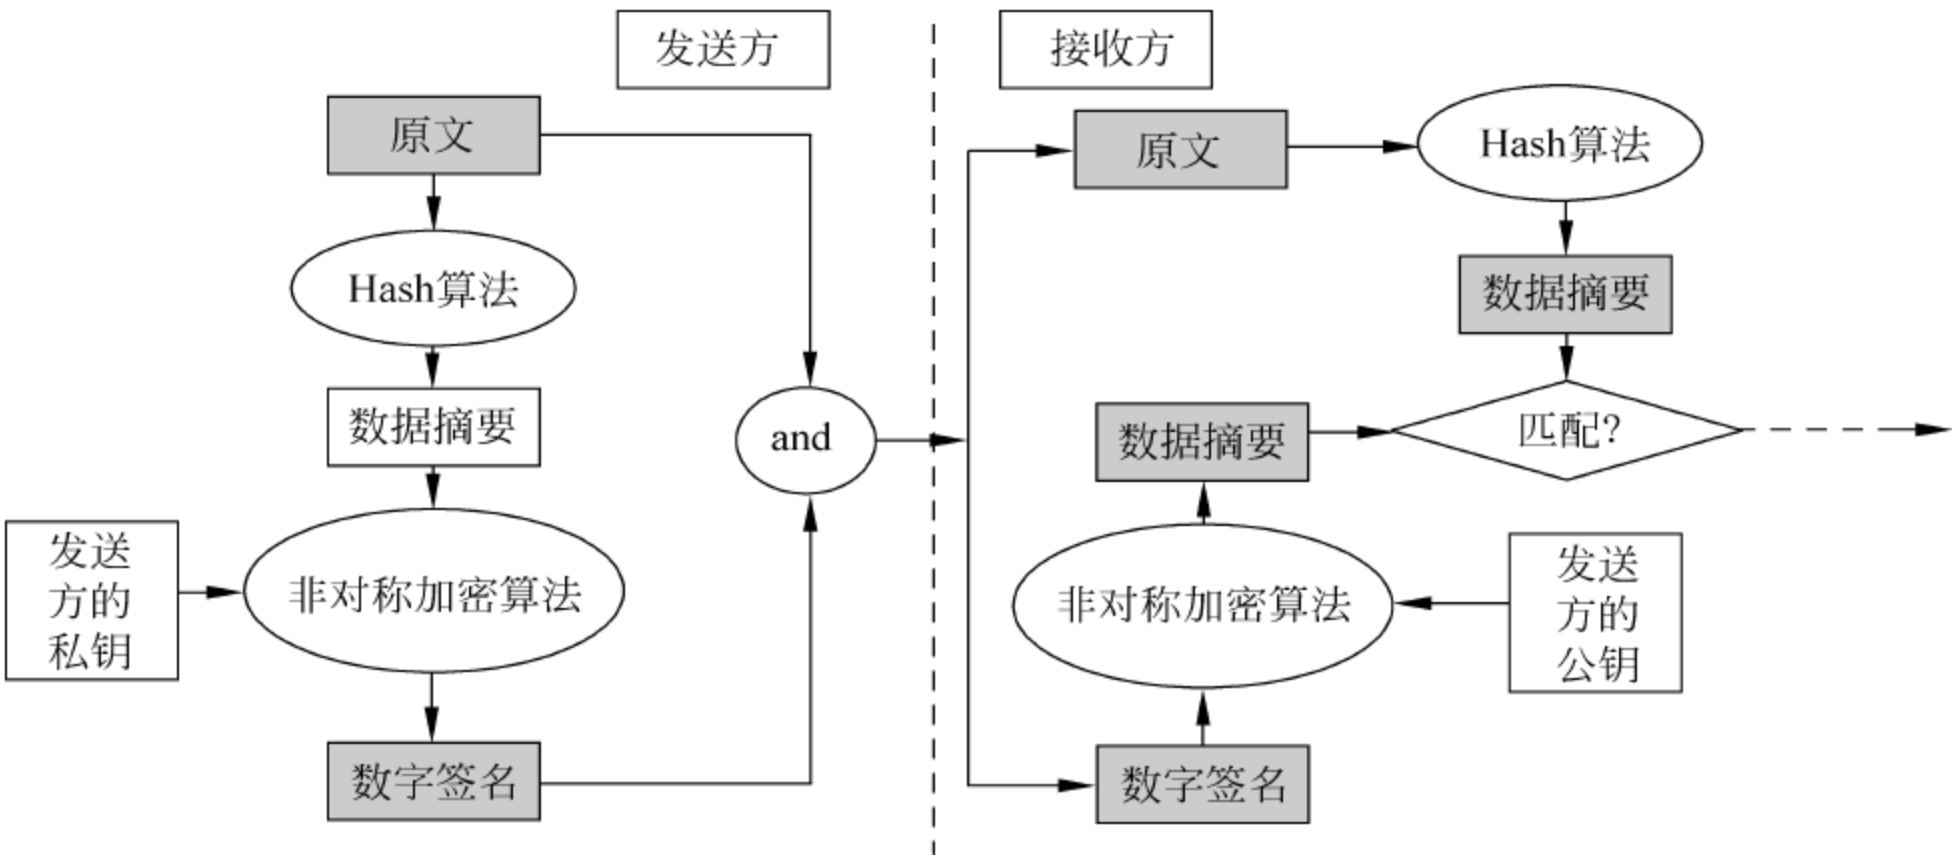 发送方
原文
Hash算法
数据摘要
发送
方的
私钥
非对称加密算法
数字签名
and
接收方
原文
Hash算法
数据摘要
数据摘要
匹配?
非对称加密算法
发送
方的
公钥
数字签名